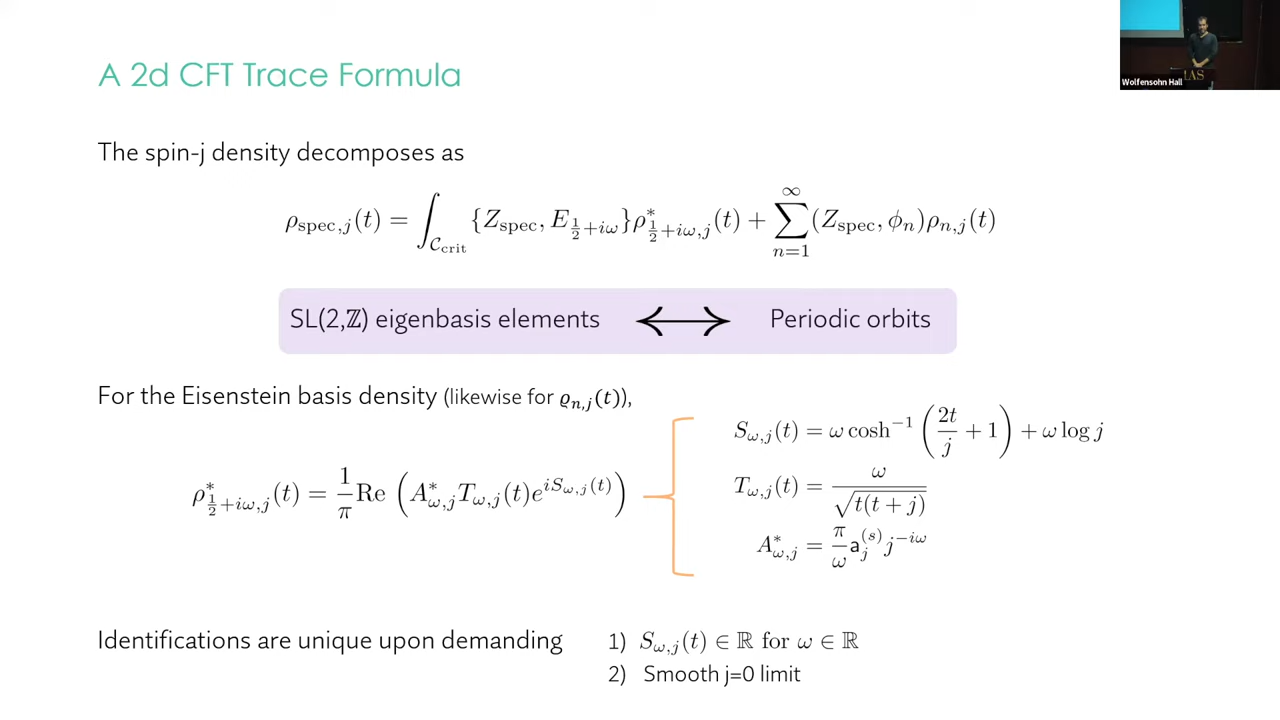 A 2d CFT Trace Formula
Wolfensohn Hall
IAS
The spin-j density decomposes as
ρ_{spec,j}(t) = ∫_{𝒞_crit} {Z_spec, E_{1/2+iω}}ρ*_{1/2+iω,j}(t) + ∑_{n=1}^{∞}(Z_spec, ϕ_n)ρ_{n,j}(t)
SL(2,ℤ) eigenbasis elements ⟷ Periodic orbits
For the Eisenstein basis density (likewise for ϱ_{n,j}(t)),
ρ*_{1/2+iω,j}(t) = 1/π Re (A*_{ω,j}T_{ω,j}(t)e^{iS_{ω,j}(t)})
S_{ω,j}(t) = ω cosh⁻¹(2t/j + 1) + ω log j
T_{ω,j}(t) = ω/√(t(t + j))
A*_{ω,j} = π/ω a_j^{(s)} j^{-iω}
Identifications are unique upon demanding
1) S_{ω,j}(t) ∈ ℝ for ω ∈ ℝ
2) Smooth j=0 limit